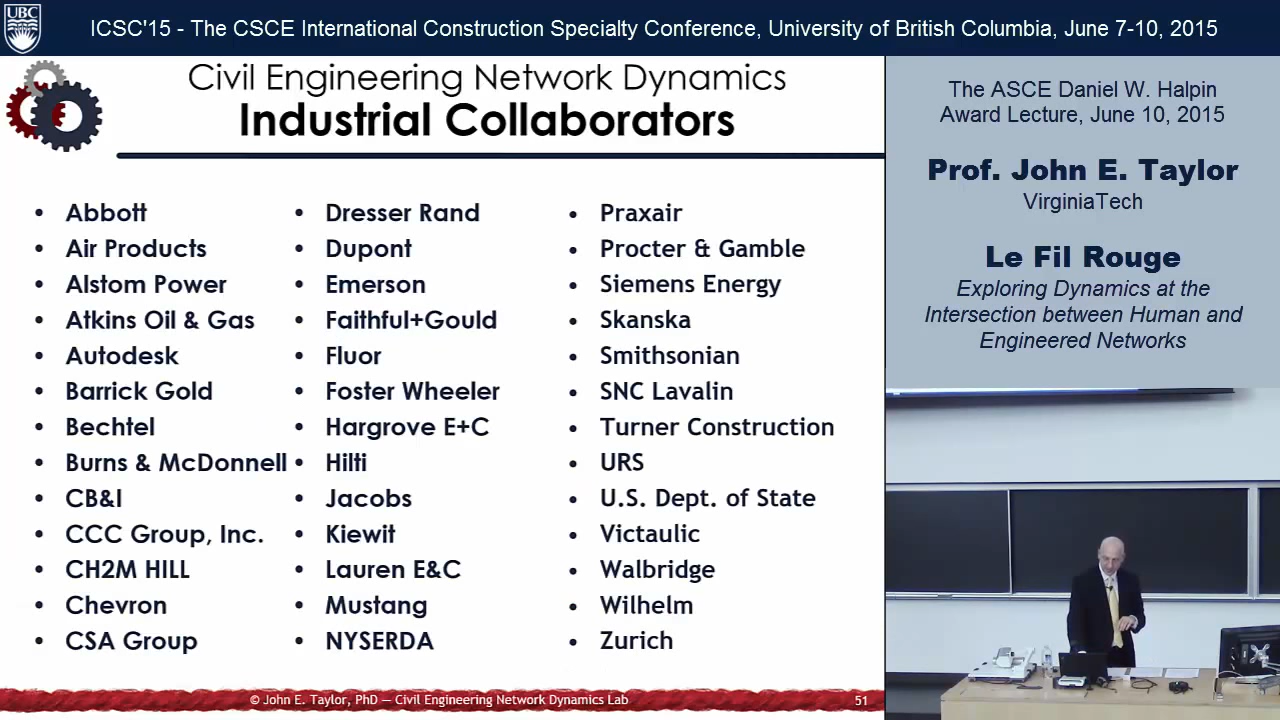 UBC
ICSC'15 - The CSCE International Construction Specialty Conference, University of British Columbia, June 7-10, 2015
Civil Engineering Network Dynamics
Industrial Collaborators
• Abbott
• Air Products
• Alstom Power
• Atkins Oil & Gas
• Autodesk
• Barrick Gold
• Bechtel
• Burns & McDonnell
• CB&I
• CCC Group, Inc.
• CH2M HILL
• Chevron
• CSA Group
• Dresser Rand
• Dupont
• Emerson
• Faithful+Gould
• Fluor
• Foster Wheeler
• Hargrove E+C
• Hilti
• Jacobs
• Kiewit
• Lauren E&C
• Mustang
• NYSERDA
• Praxair
• Procter & Gamble
• Siemens Energy
• Skanska
• Smithsonian
• SNC Lavalin
• Turner Construction
• URS
• U.S. Dept. of State
• Victaulic
• Walbridge
• Wilhelm
• Zurich
© John E. Taylor, PhD — Civil Engineering Network Dynamics Lab
51
The ASCE Daniel W. Halpin
Award Lecture, June 10, 2015
Prof. John E. Taylor
VirginiaTech
Le Fil Rouge
Exploring Dynamics at the
Intersection between Human and
Engineered Networks